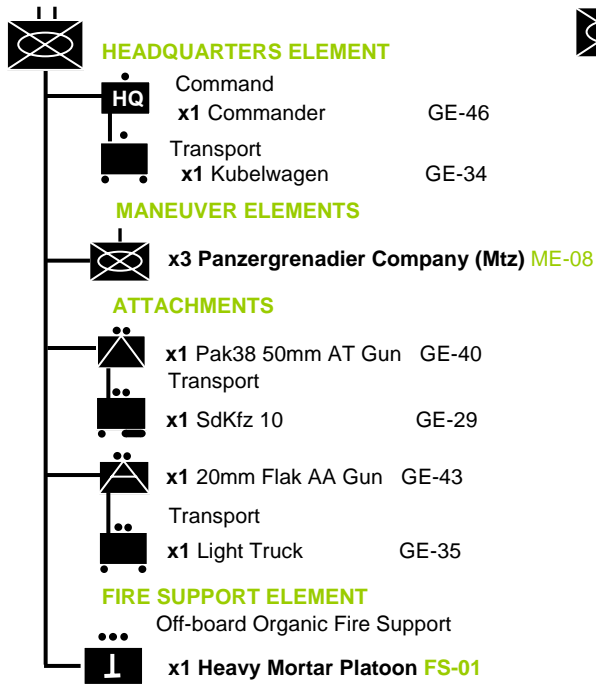 HEADQUARTERS ELEMENT
HQ
Command
x1 Commander GE-46
Transport
x1 Kubelwagen GE-34
MANEUVER ELEMENTS
x3 Panzergrenadier Company (Mtz) ME-08
ATTACHMENTS
x1 Pak38 50mm AT Gun GE-40
Transport
x1 SdKfz 10 GE-29
x1 20mm Flak AA Gun GE-43
Transport
x1 Light Truck GE-35
FIRE SUPPORT ELEMENT
Off-board Organic Fire Support
x1 Heavy Mortar Platoon FS-01